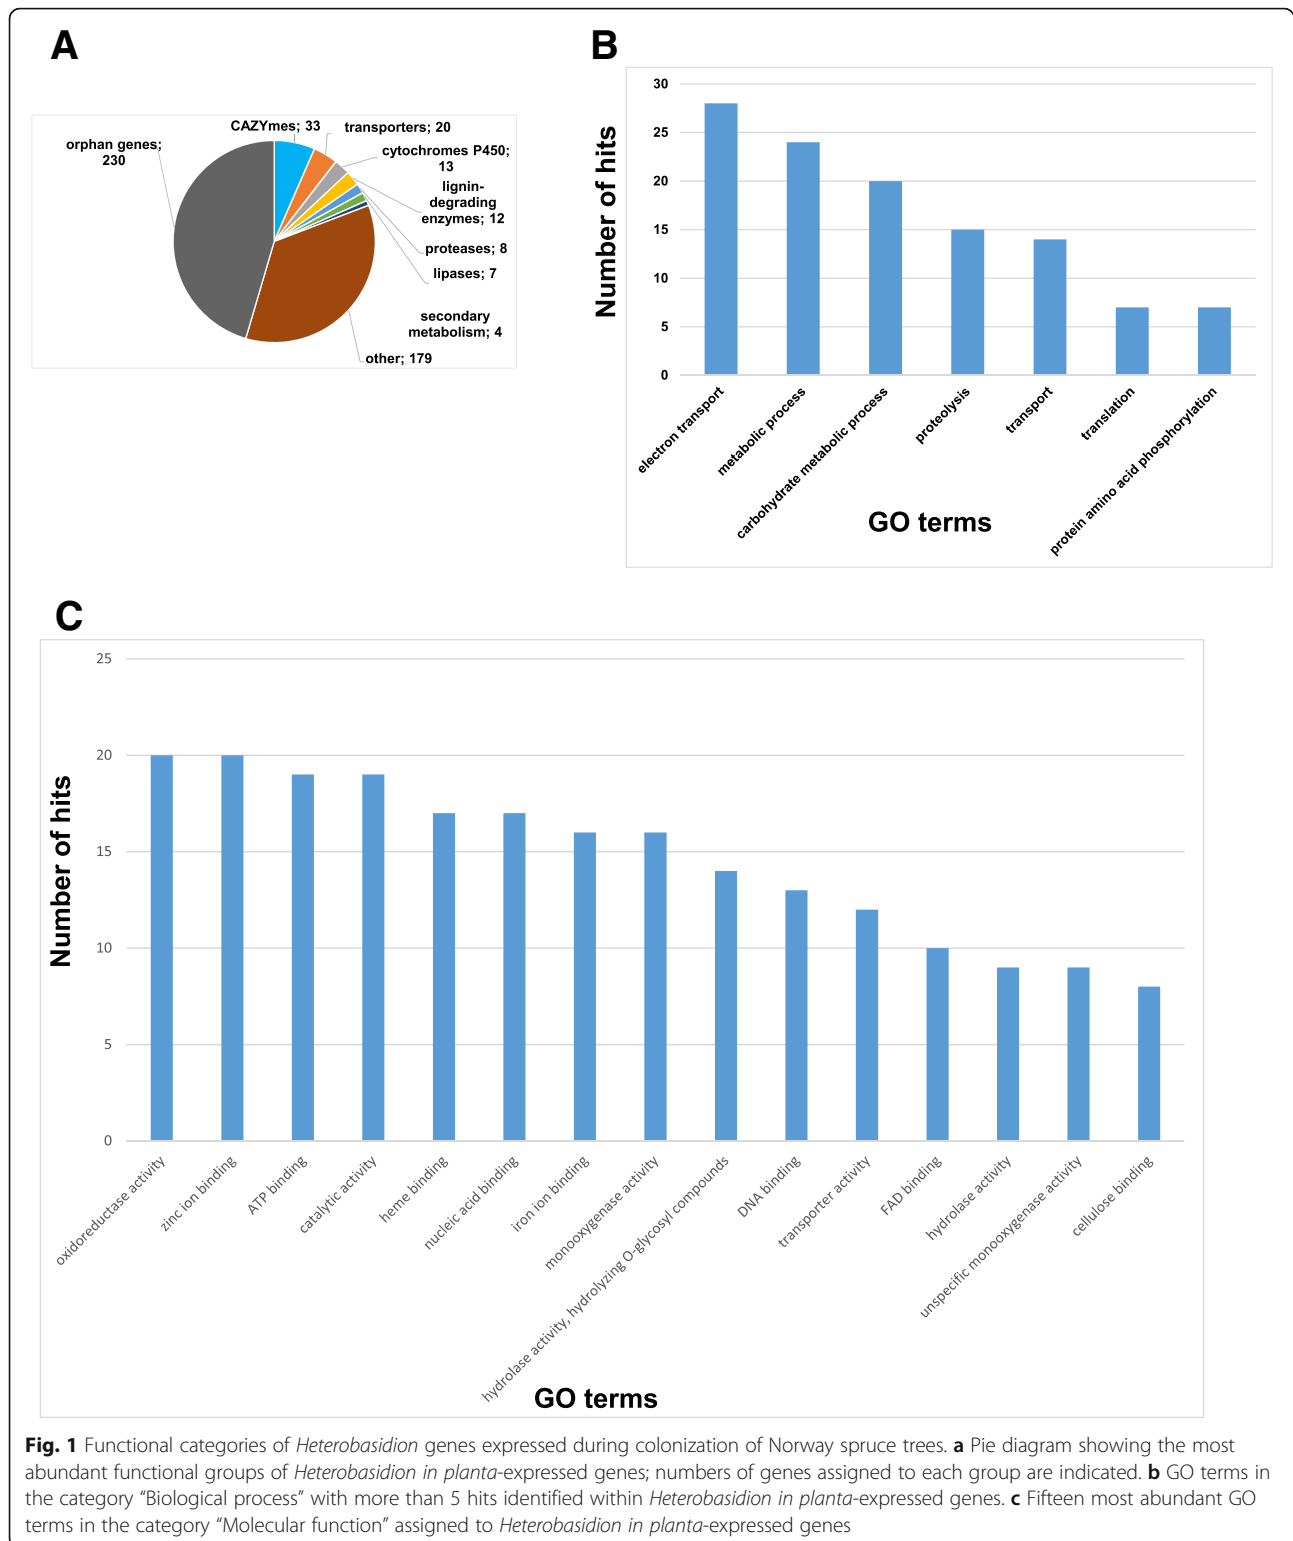 A
orphan genes;
230
CAZYmes; 33
transporters; 20
cytochromes P450;
13
lignin-
degrading
enzymes; 12
proteases; 8
lipases; 7
secondary
metabolism; 4
other; 179
B
Number of hits
30
25
20
15
10
5
0
electron transport
metabolic process
carbohydrate metabolic process
proteolysis
transport
translation
protein amino acid phosphorylation
GO terms
C
Number of hits
25
20
15
10
5
0
oxidoreductase activity
zinc ion binding
ATP binding
catalytic activity
heme binding
nucleic acid binding
iron ion binding
monooxygenase activity
hydrolase activity, hydrolyzing O-glycosyl compounds
DNA binding
transporter activity
FAD binding
hydrolase activity
unspecific monooxygenase activity
cellulose binding
GO terms
Fig. 1 Functional categories of Heterobasidion genes expressed during colonization of Norway spruce trees. a Pie diagram showing the most
abundant functional groups of Heterobasidion in planta-expressed genes; numbers of genes assigned to each group are indicated. b GO terms in
the category “Biological process” with more than 5 hits identified within Heterobasidion in planta-expressed genes. c Fifteen most abundant GO
terms in the category “Molecular function” assigned to Heterobasidion in planta-expressed genes